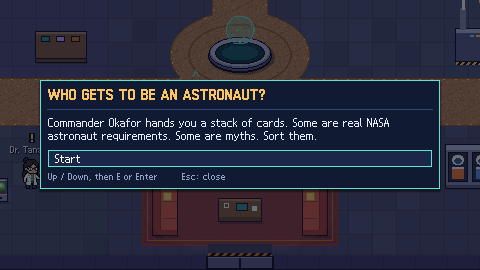 WHO GETS TO BE AN ASTRONAUT?
Commander Okafor hands you a stack of cards. Some are real NASA
astronaut requirements. Some are myths. Sort them.
Start
Up / Down, then E or Enter Esc: close
!
Dr.